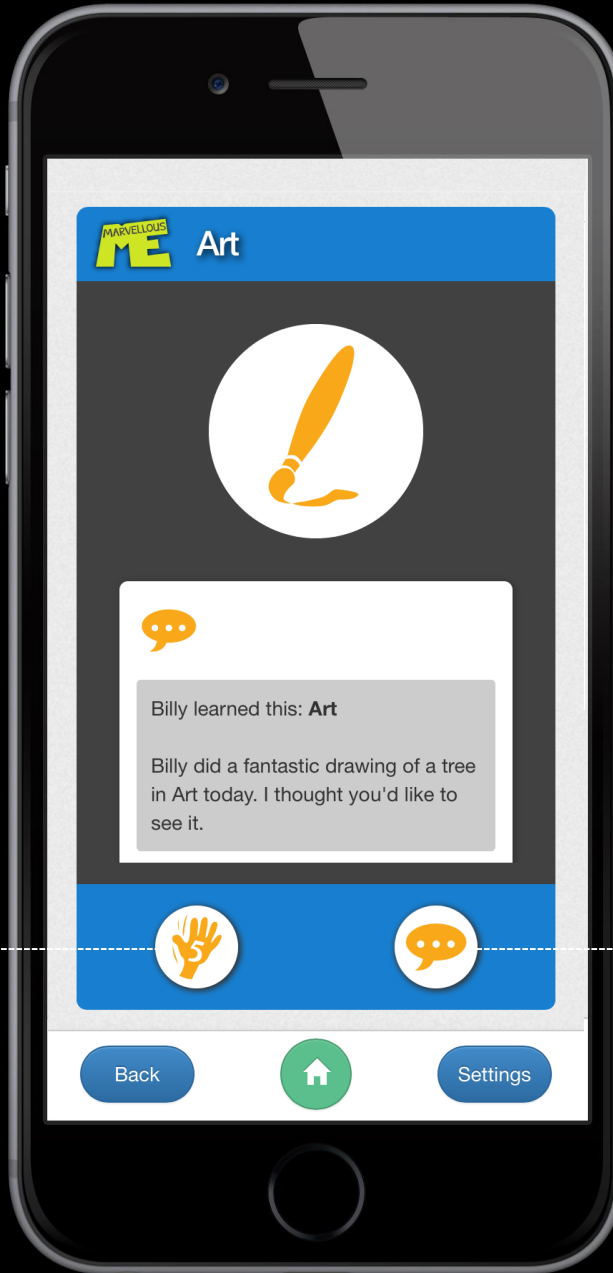 MARVELLOUS
ME
Art
Billy learned this: Art
Billy did a fantastic drawing of a tree
in Art today. I thought you'd like to
see it.
5
Back
Settings